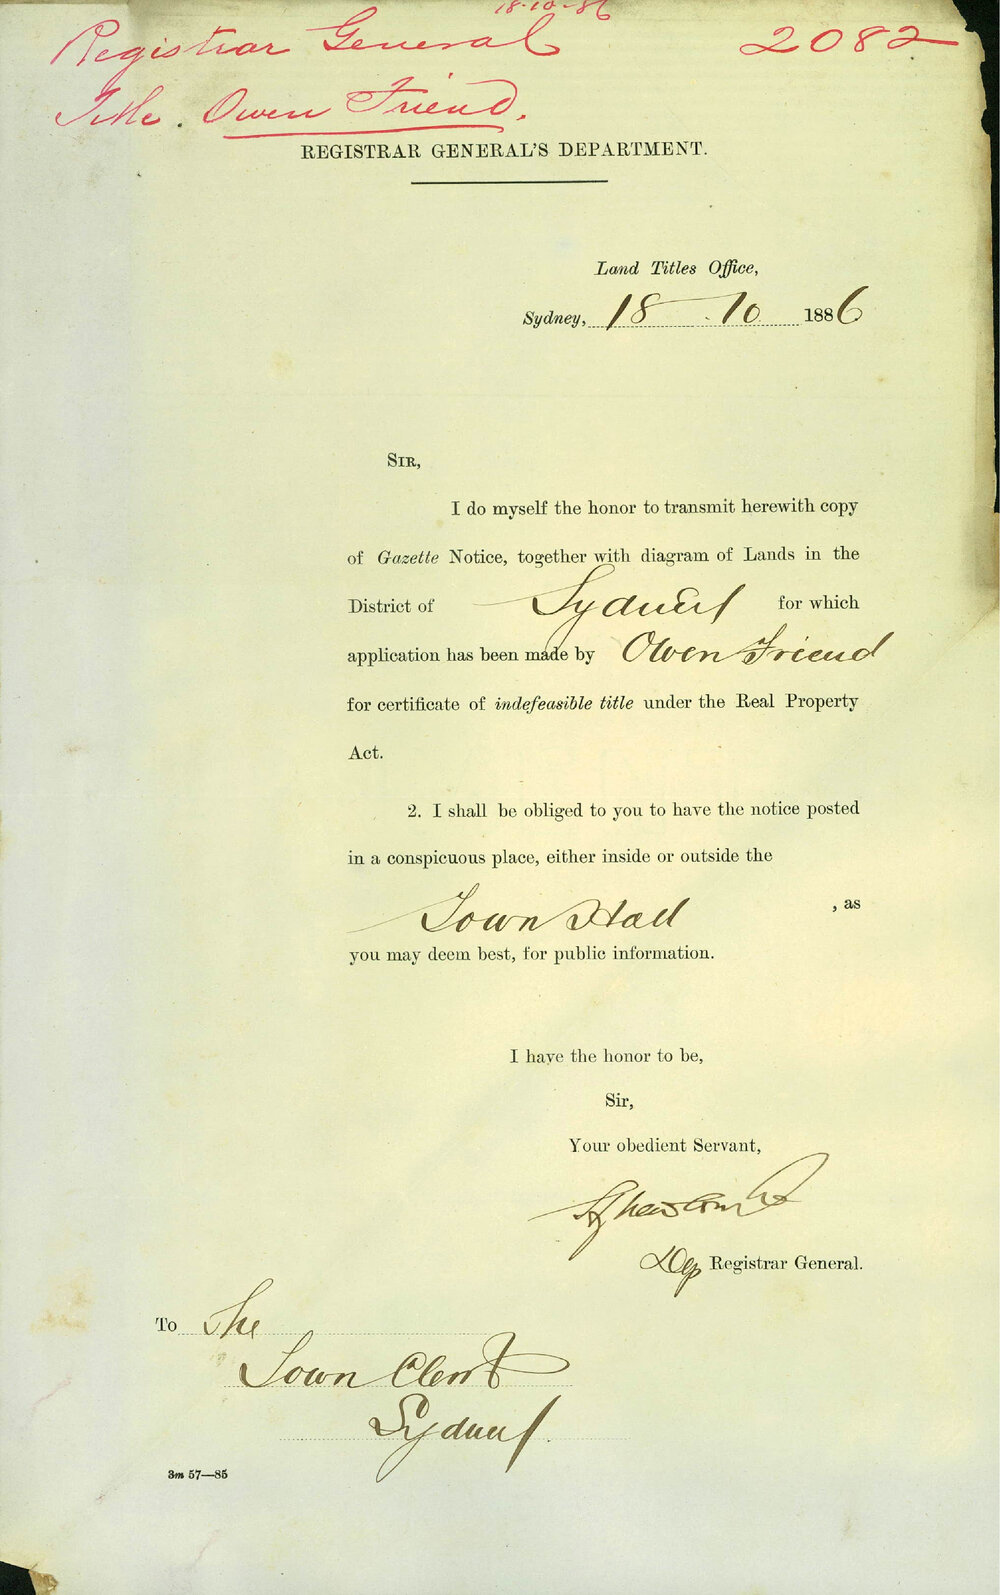 18-10-86
Registrar General 2082
Title. Owen Friend.
REGISTRAR GENERAL'S DEPARTMENT.
Land Titles Office,
Sydney, 18 . 10 1886
SIR,
I do myself the honor to transmit herewith copy
of Gazette Notice, together with diagram of Lands in the
District of Sydney for which
application has been made by Owen Friend
for certificate of indefeasible title under the Real Property
Act.
2. I shall be obliged to you to have the notice posted
in a conspicuous place, either inside or outside the
Town Hall , as
you may deem best, for public information.
I have the honor to be,
Sir,
Your obedient Servant,
Dep Registrar General.
To The
Town Clerk
Sydney.
3m 57—85